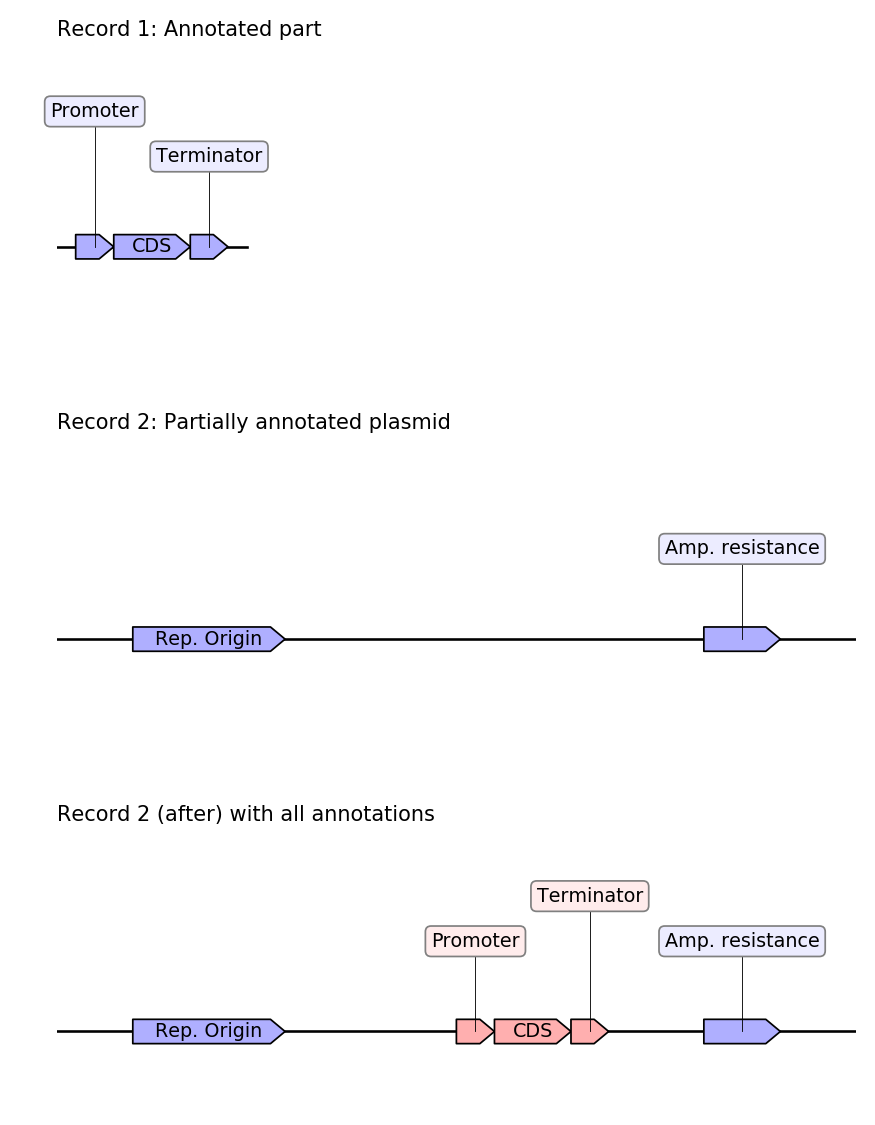 Record 1: Annotated part
Promoter
Terminator
CDS
Record 2: Partially annotated plasmid
Amp. resistance
Rep. Origin
Record 2 (after) with all annotations
Terminator
Promoter
Amp. resistance
Rep. Origin
CDS